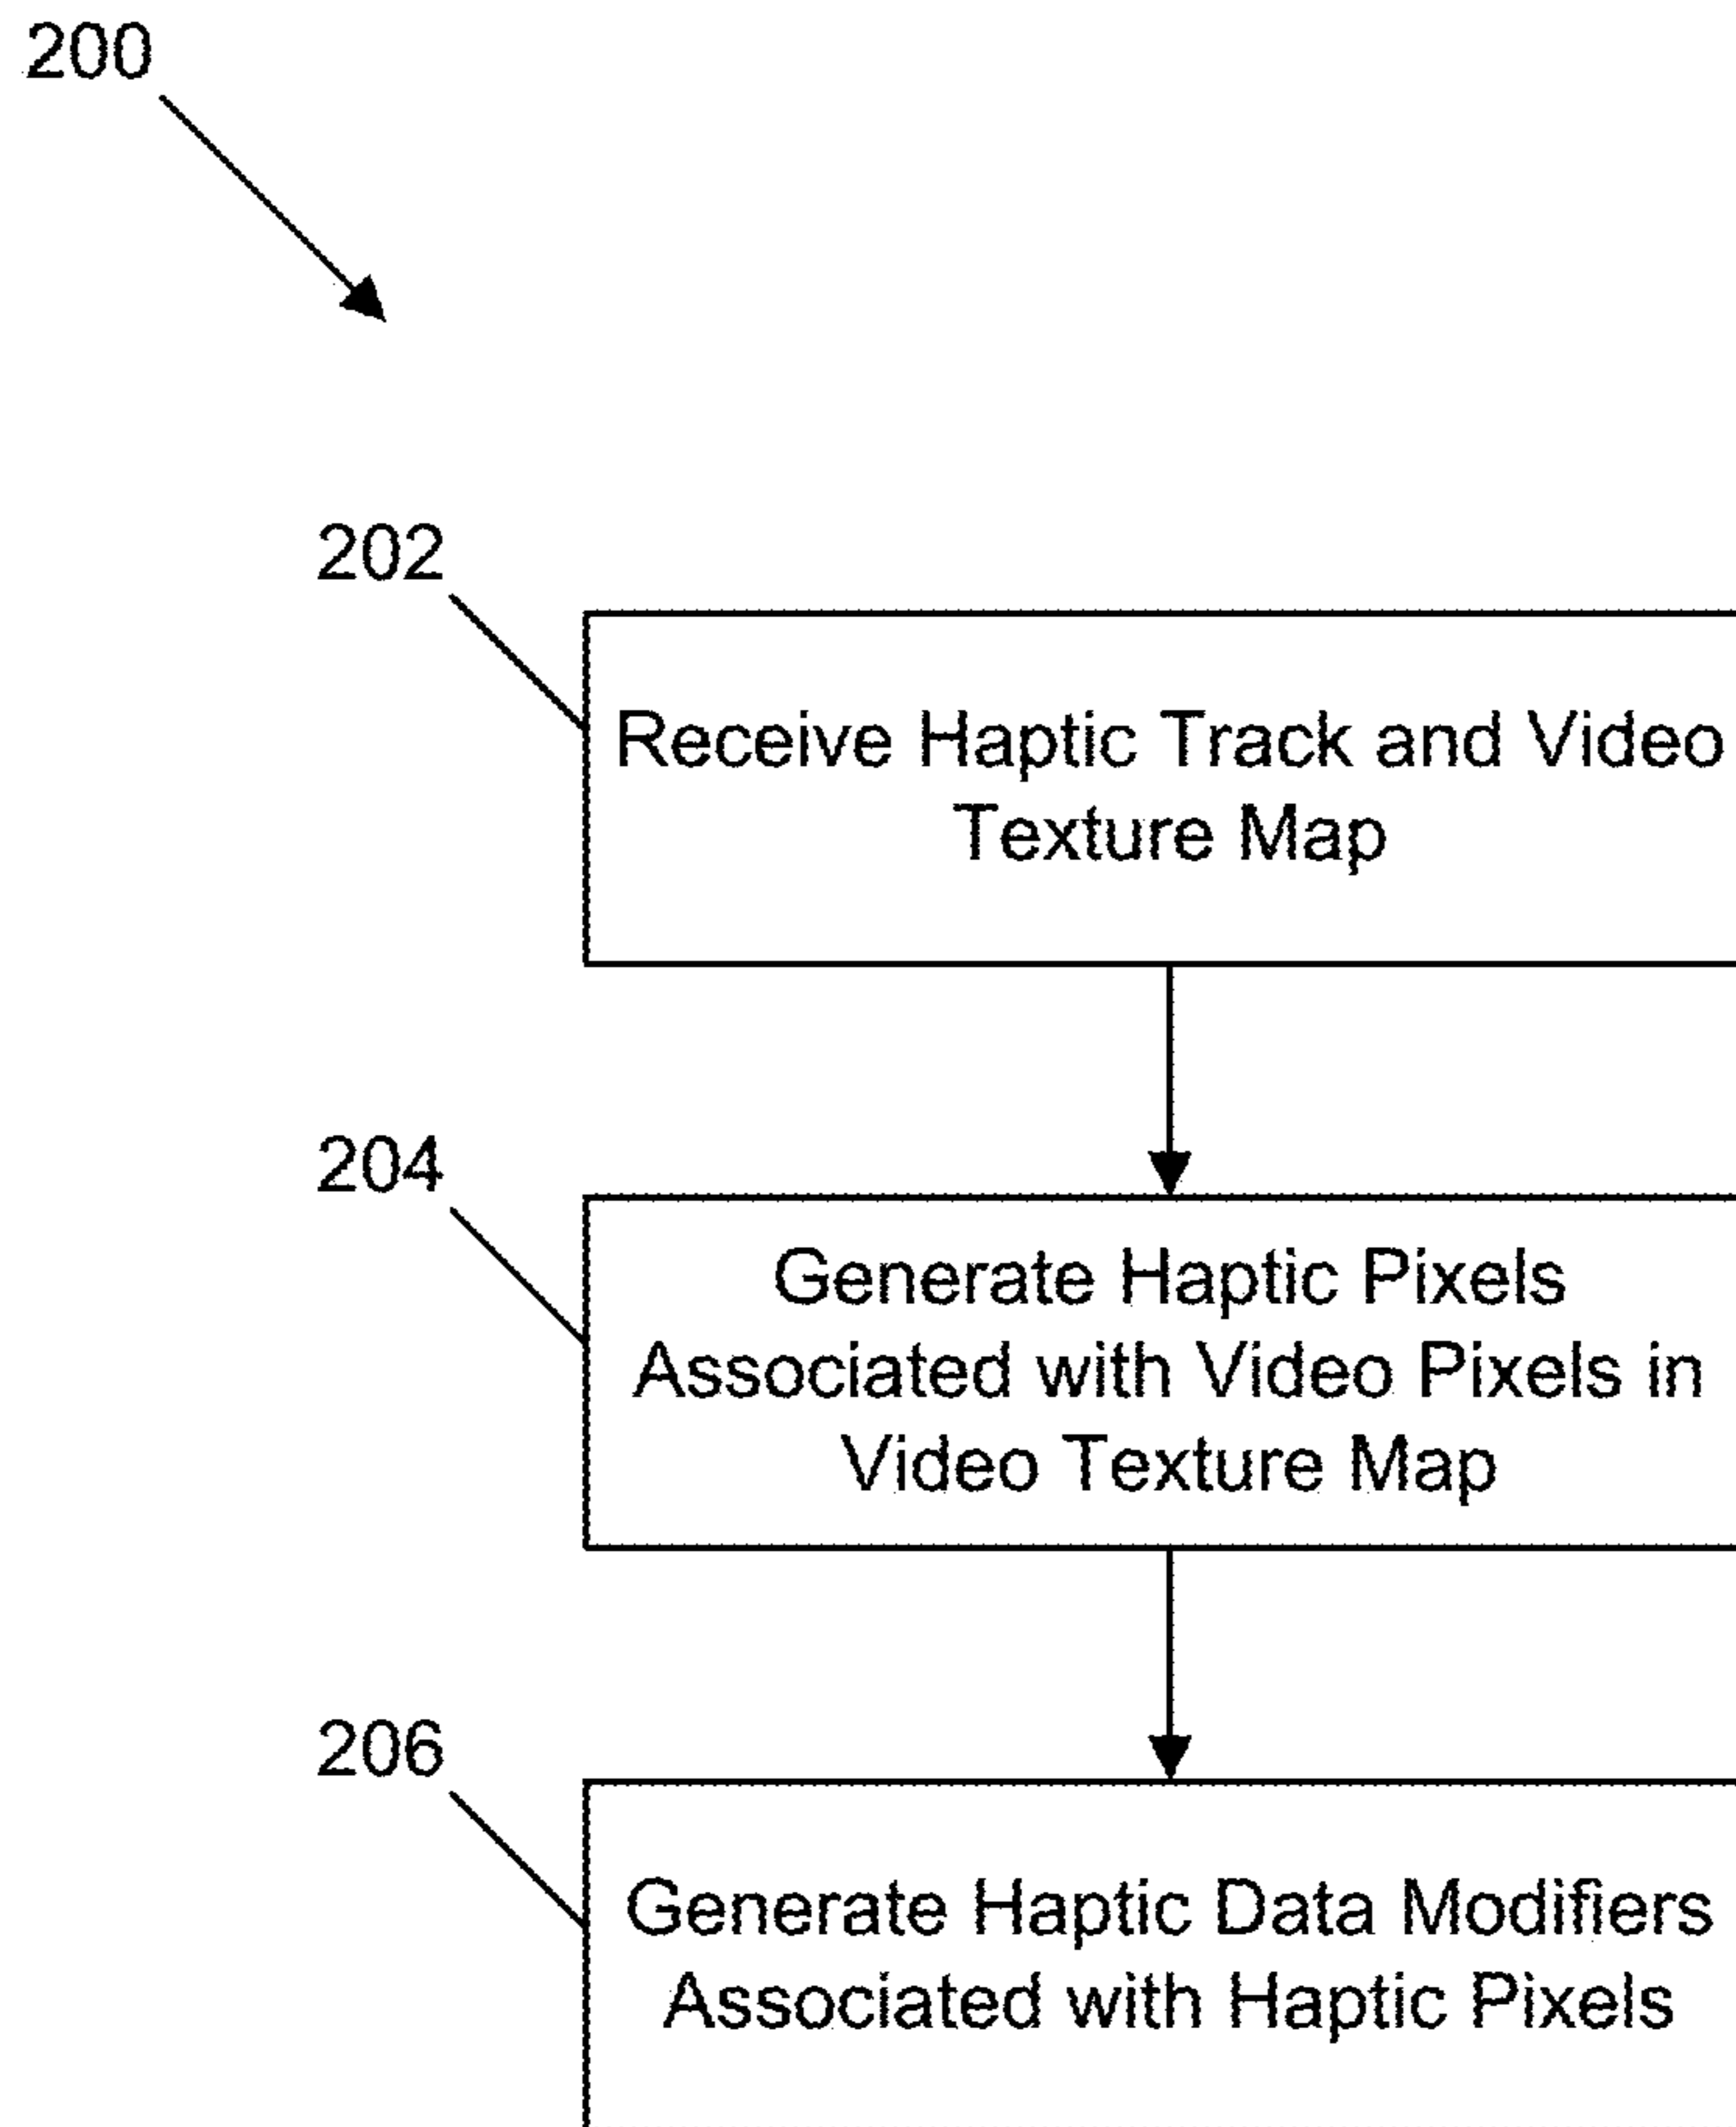 200
202
Receive Haptic Track and Video
Texture Map
204
Generate Haptic Pixels
Associated with Video Pixels in
Video Texture Map
206
Generate Haptic Data Modifiers
Associated with Haptic Pixels